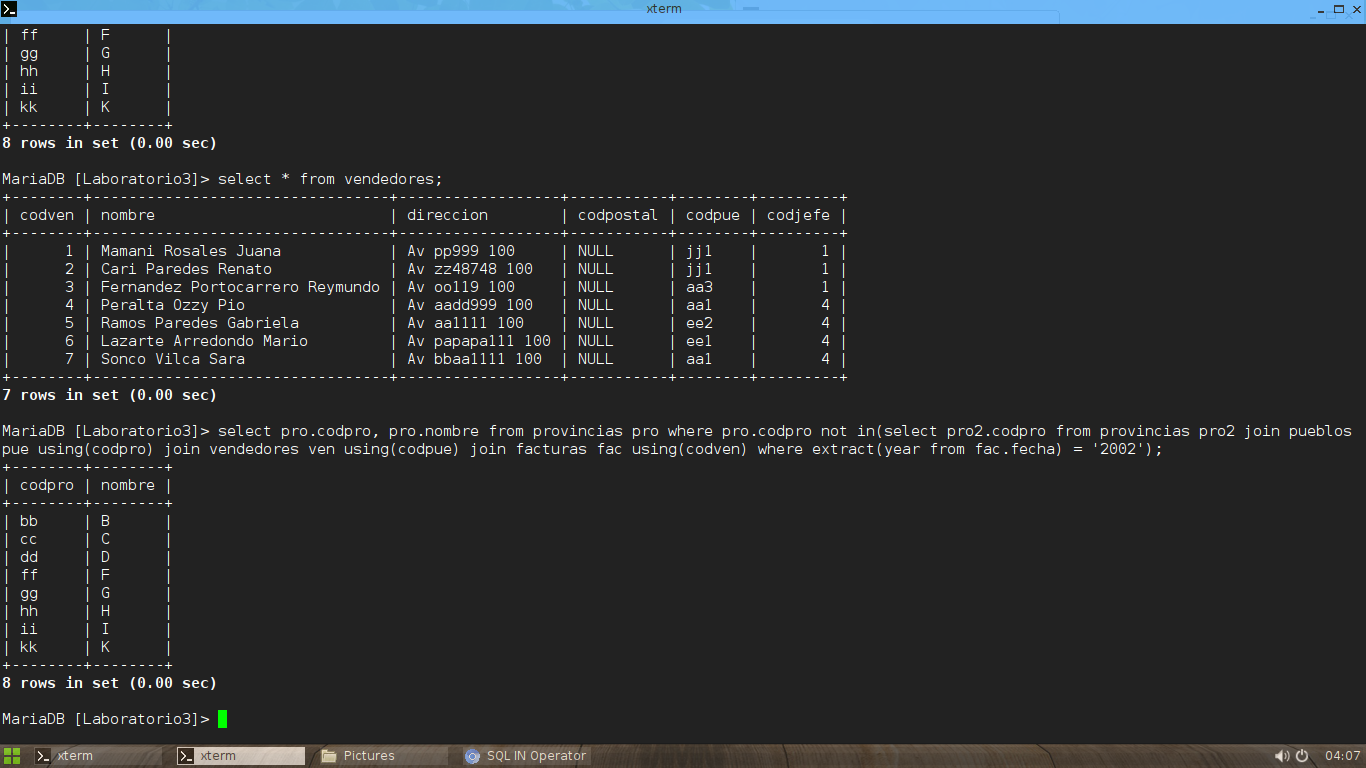 xterm
| ff     | F      |
| gg     | G      |
| hh     | H      |
| ii     | I      |
| kk     | K      |
+--------+--------+
8 rows in set (0.00 sec)
MariaDB [Laboratorio3]> select * from vendedores;
+--------+---------------------------------+------------------+-----------+--------+---------+
| codven | nombre                          | direccion        | codpostal | codpue | codjefe |
+--------+---------------------------------+------------------+-----------+--------+---------+
|      1 | Mamani Rosales Juana            | Av pp999 100     | NULL      | jj1    |       1 |
|      2 | Cari Paredes Renato             | Av zz48748 100   | NULL      | jj1    |       1 |
|      3 | Fernandez Portocarrero Reymundo | Av oo119 100     | NULL      | aa3    |       1 |
|      4 | Peralta Ozzy Pio                | Av aadd999 100   | NULL      | aa1    |       4 |
|      5 | Ramos Paredes Gabriela          | Av aa1111 100    | NULL      | ee2    |       4 |
|      6 | Lazarte Arredondo Mario         | Av papapa111 100 | NULL      | ee1    |       4 |
|      7 | Sonco Vilca Sara                | Av bbaa1111 100  | NULL      | aa1    |       4 |
+--------+---------------------------------+------------------+-----------+--------+---------+
7 rows in set (0.00 sec)
MariaDB [Laboratorio3]> select pro.codpro, pro.nombre from provincias pro where pro.codpro not in(select pro2.codpro from provincias pro2 join pueblos
pue using(codpro) join vendedores ven using(codpue) join facturas fac using(codven) where extract(year from fac.fecha) = '2002');
+--------+--------+
| codpro | nombre |
+--------+--------+
| bb     | B      |
| cc     | C      |
| dd     | D      |
| ff     | F      |
| gg     | G      |
| hh     | H      |
| ii     | I      |
| kk     | K      |
+--------+--------+
8 rows in set (0.00 sec)
MariaDB [Laboratorio3]>
xterm
xterm
Pictures
SQL IN Operator
04:07